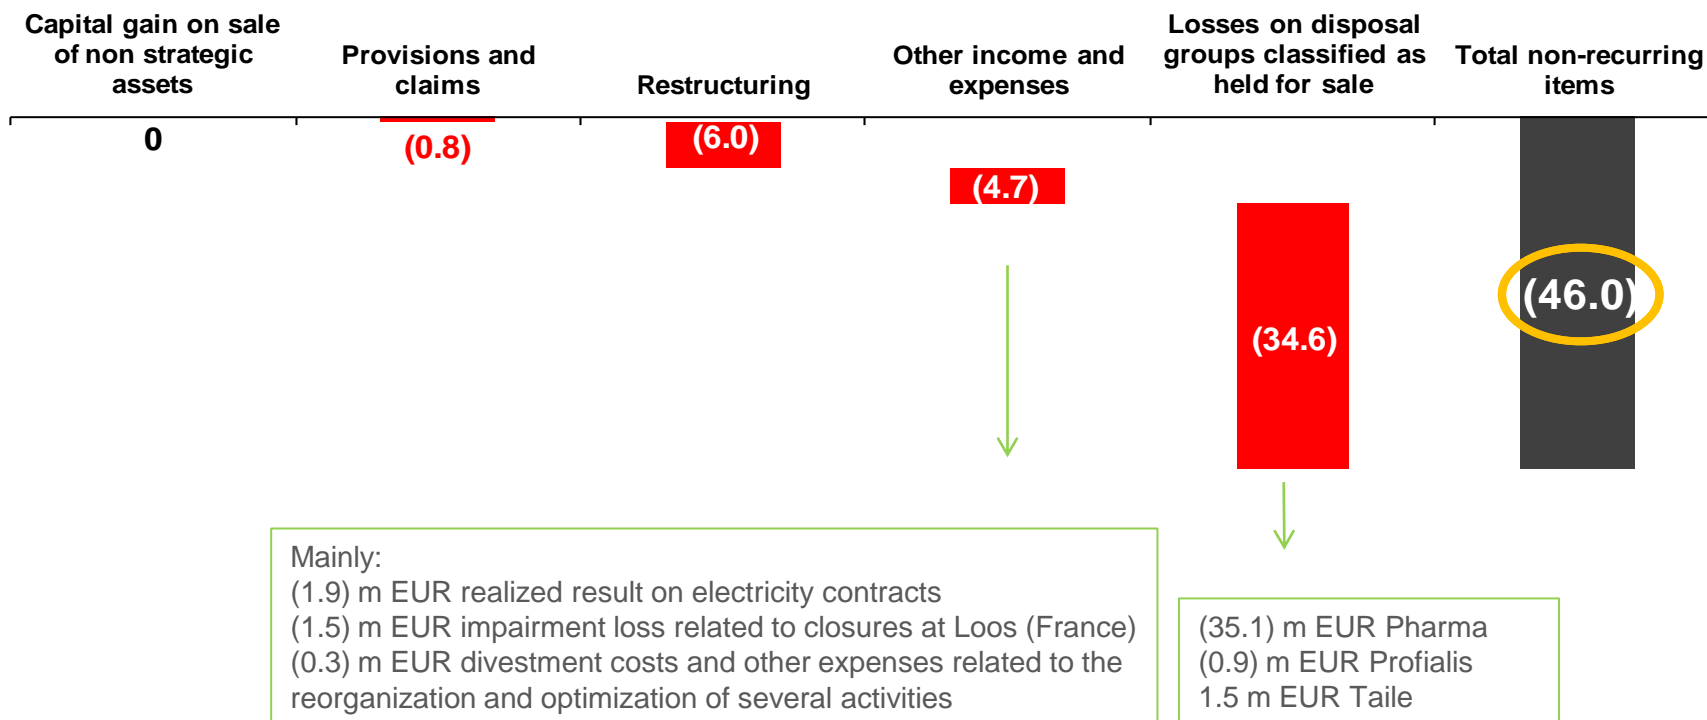 Capital gain on sale
of non strategic
assets
Provisions and
claims
Restructuring
Other income and
expenses
Losses on disposal
groups classified as
held for sale
Total non-recurring
items
0
(0.8)
(6.0)
(4.7)
(34.6)
(46.0)
Mainly:
(1.9) m EUR realized result on electricity contracts
(1.5) m EUR impairment loss related to closures at Loos (France)
(0.3) m EUR divestment costs and other expenses related to the
reorganization and optimization of several activities
(35.1) m EUR Pharma
(0.9) m EUR Profialis
1.5 m EUR Taile